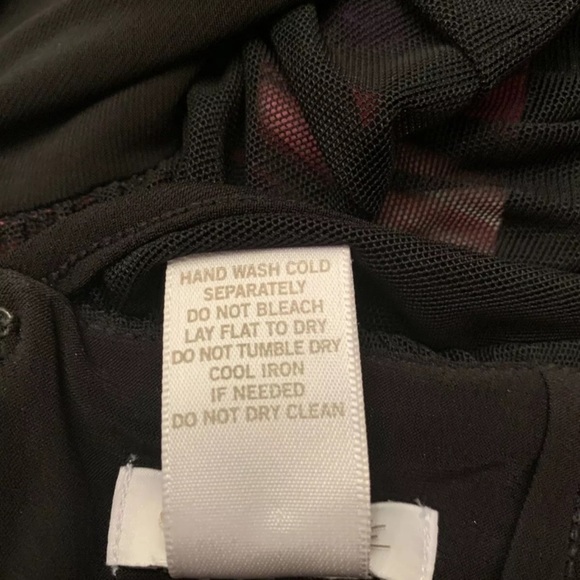 HAND WASH COLD
SEPARATELY
DO NOT BLEACH
LAY FLAT TO DRY
DO NOT TUMBLE DRY
COOL IRON
IF NEEDED
DO NOT DRY CLEAN